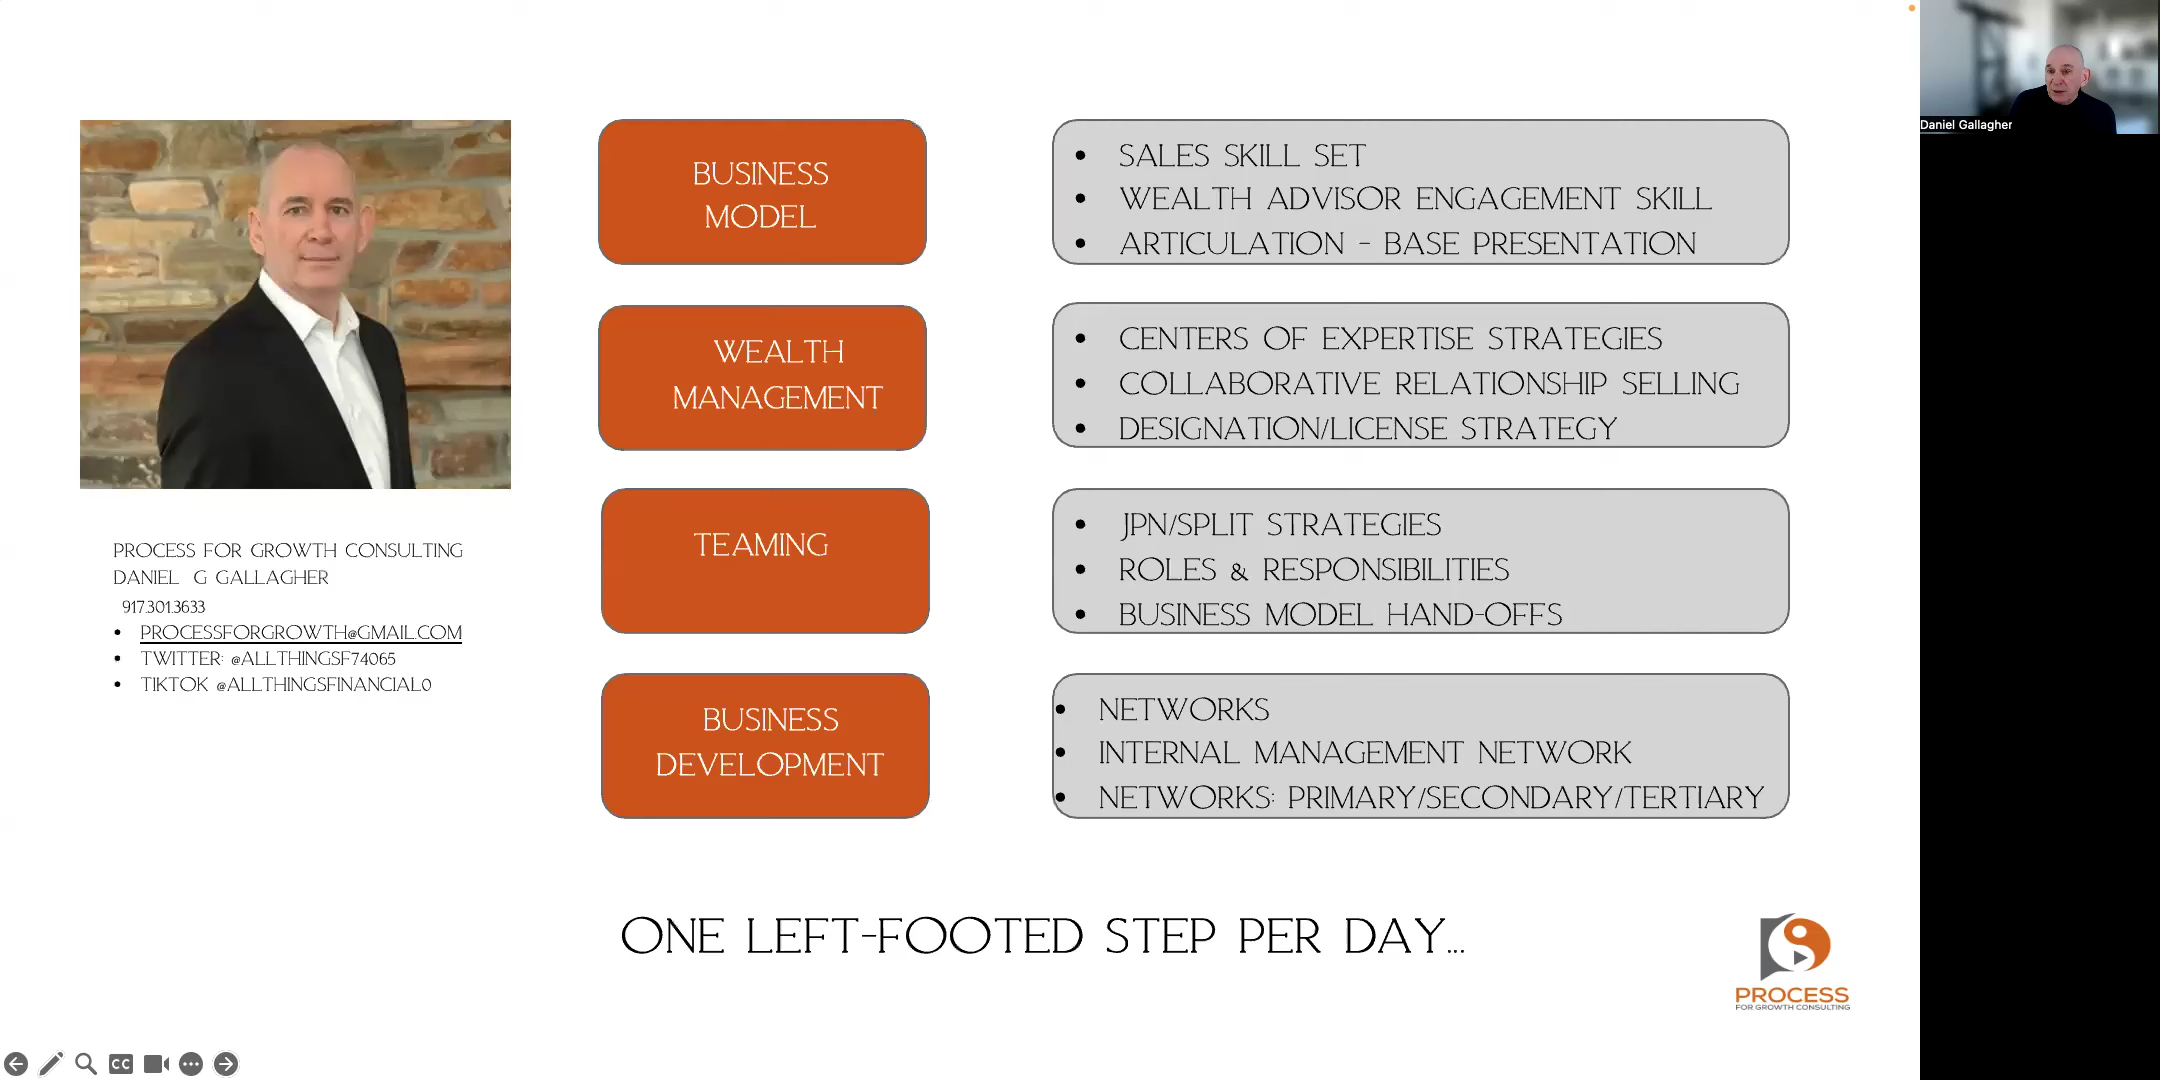 Daniel Gallagher
PROCESS FOR GROWTH CONSULTING
DANIEL G GALLAGHER
917.301.3633
• PROCESSFORGROWTH@GMAIL.COM
• TWITTER: @ALLTHINGSF74065
• TIKTOK @ALLTHINGSFINANCIAL0
BUSINESS
MODEL
• SALES SKILL SET
• WEALTH ADVISOR ENGAGEMENT SKILL
• ARTICULATION - BASE PRESENTATION
WEALTH
MANAGEMENT
• CENTERS OF EXPERTISE STRATEGIES
• COLLABORATIVE RELATIONSHIP SELLING
• DESIGNATION/LICENSE STRATEGY
TEAMING
• JPN/SPLIT STRATEGIES
• ROLES & RESPONSIBILITIES
• BUSINESS MODEL HAND-OFFS
BUSINESS
DEVELOPMENT
• NETWORKS
• INTERNAL MANAGEMENT NETWORK
• NETWORKS: PRIMARY/SECONDARY/TERTIARY
ONE LEFT-FOOTED STEP PER DAY...
PROCESS
FOR GROWTH CONSULTING
CC